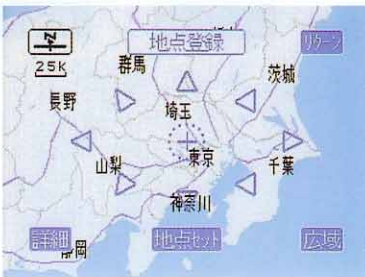 地点登録
リターン
25K
群馬
茨城
長野
埼玉
東京
山梨
千葉
神奈川
詳細
岡
地点セット
広域